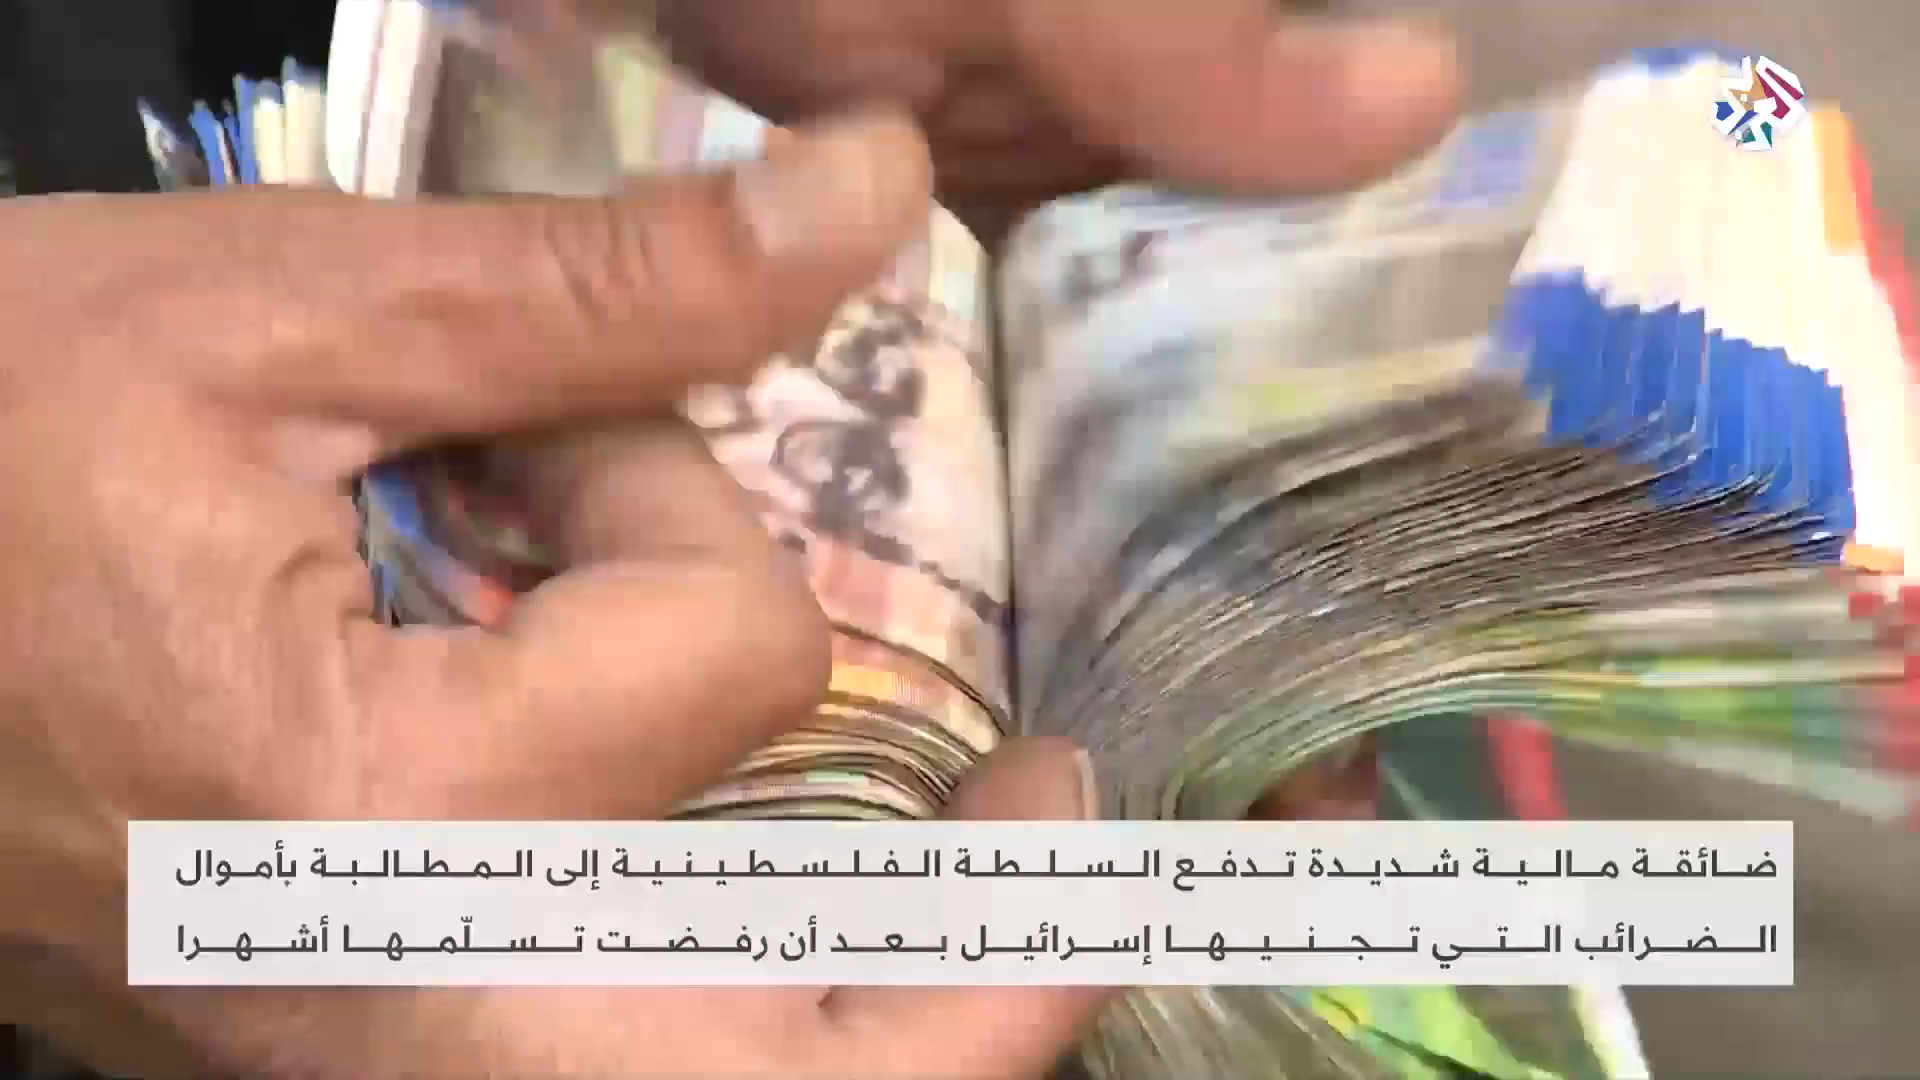 ضائقة مالية شديدة تدفع السلطة الفلسطينية إلى المطالبة بأموال
الضرائب التي تجنيها إسرائيل بعد أن رفضت تسلّمها أشهرا